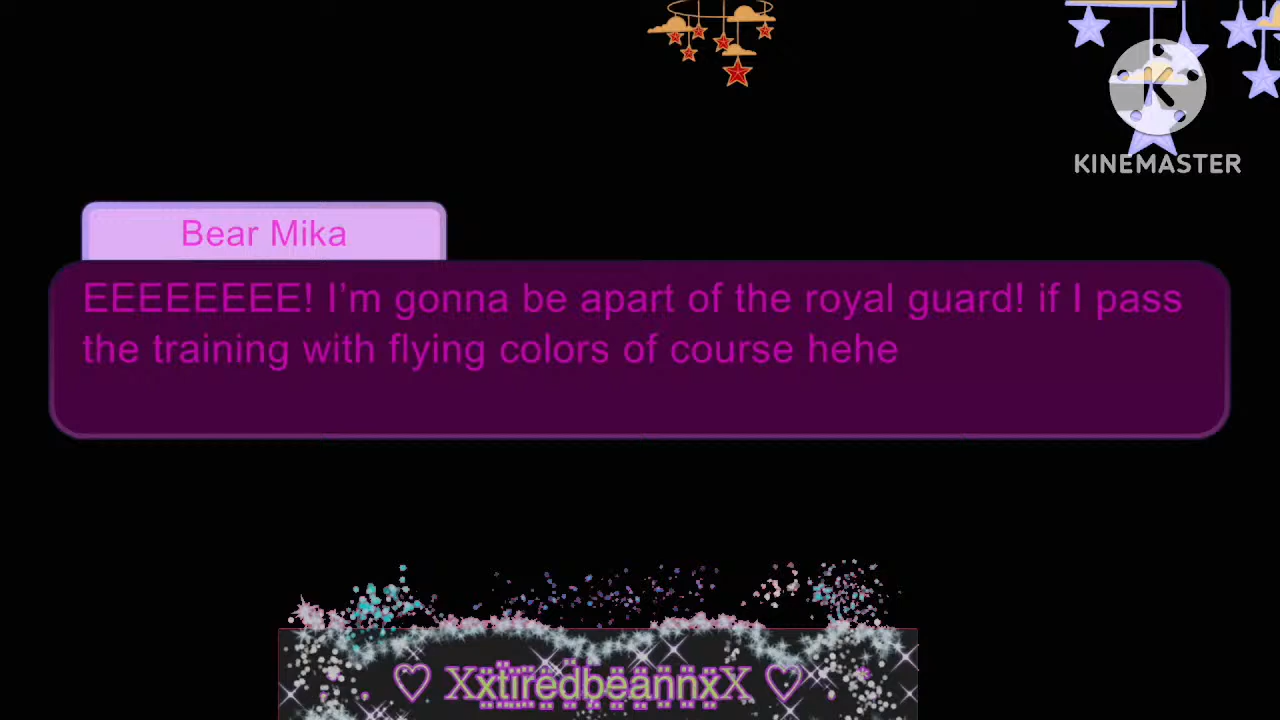 K
KINEMASTER
Bear Mika
EEEEEEEE! I’m gonna be apart of the royal guard! if I pass
the training with flying colors of course hehe
♡ Xxtiredbeannxx X ♡